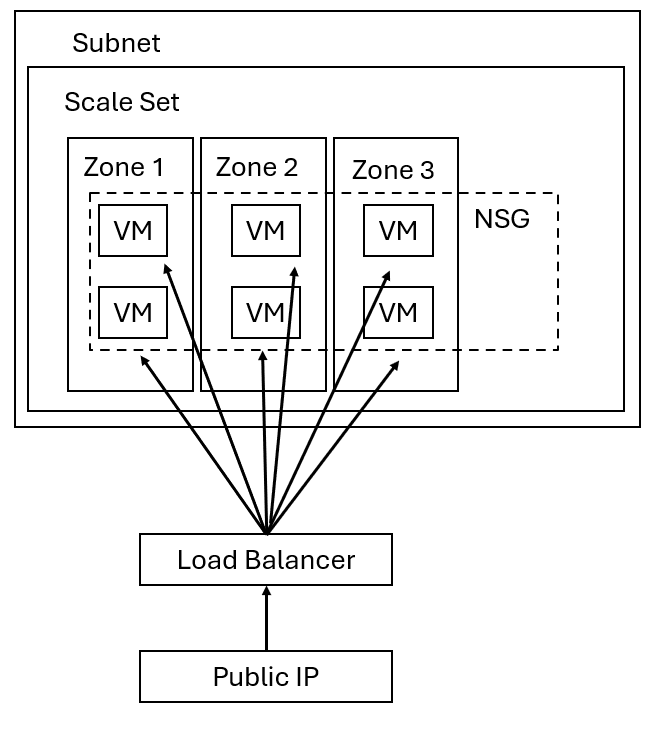 Subnet
Scale Set
Zone 1
Zone 2
Zone 3
NSG
VM
VM
VM
VM
VM
VM
Load Balancer
Public IP